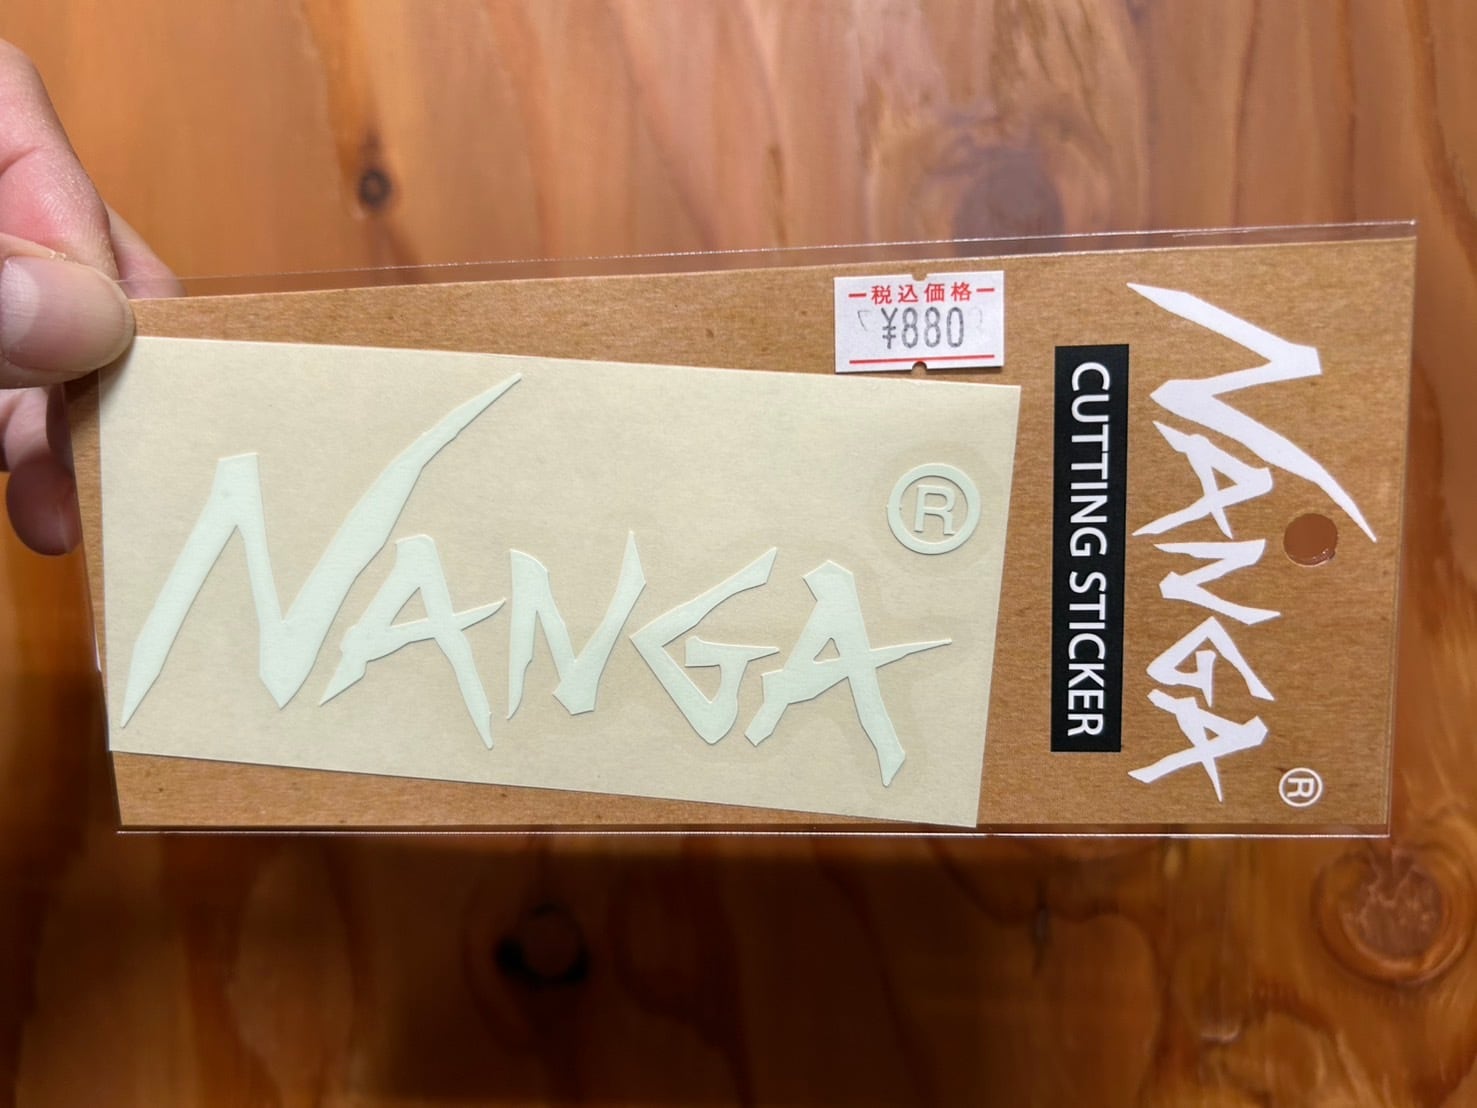 NANGA®
税込価格
¥880
NANGA®
CUTTING STICKER